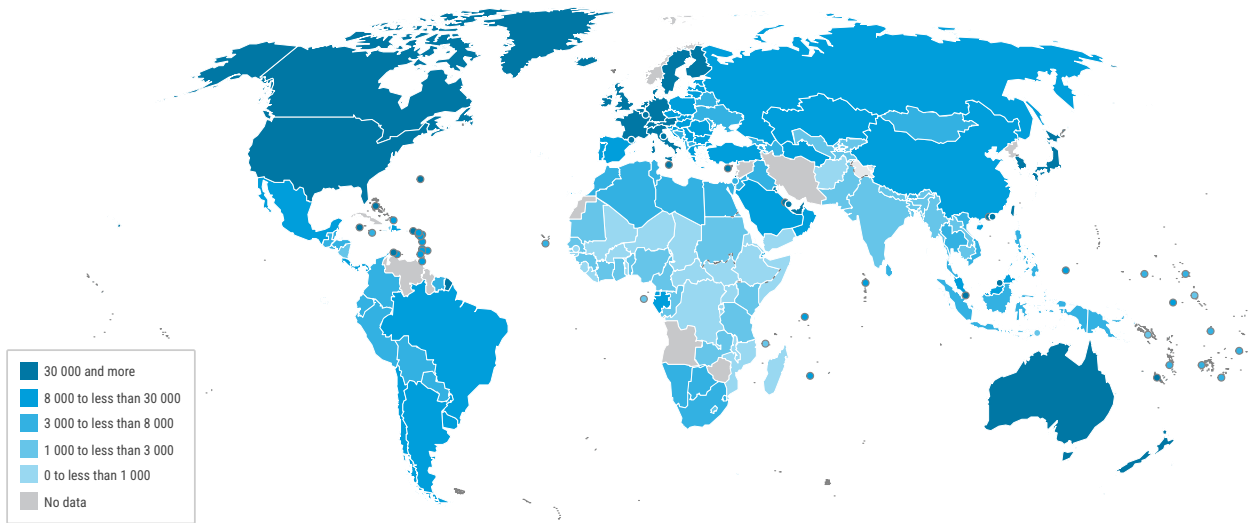 30 000 and more
8 000 to less than 30 000
3 000 to less than 8 000
1 000 to less than 3 000
0 to less than 1 000
No data